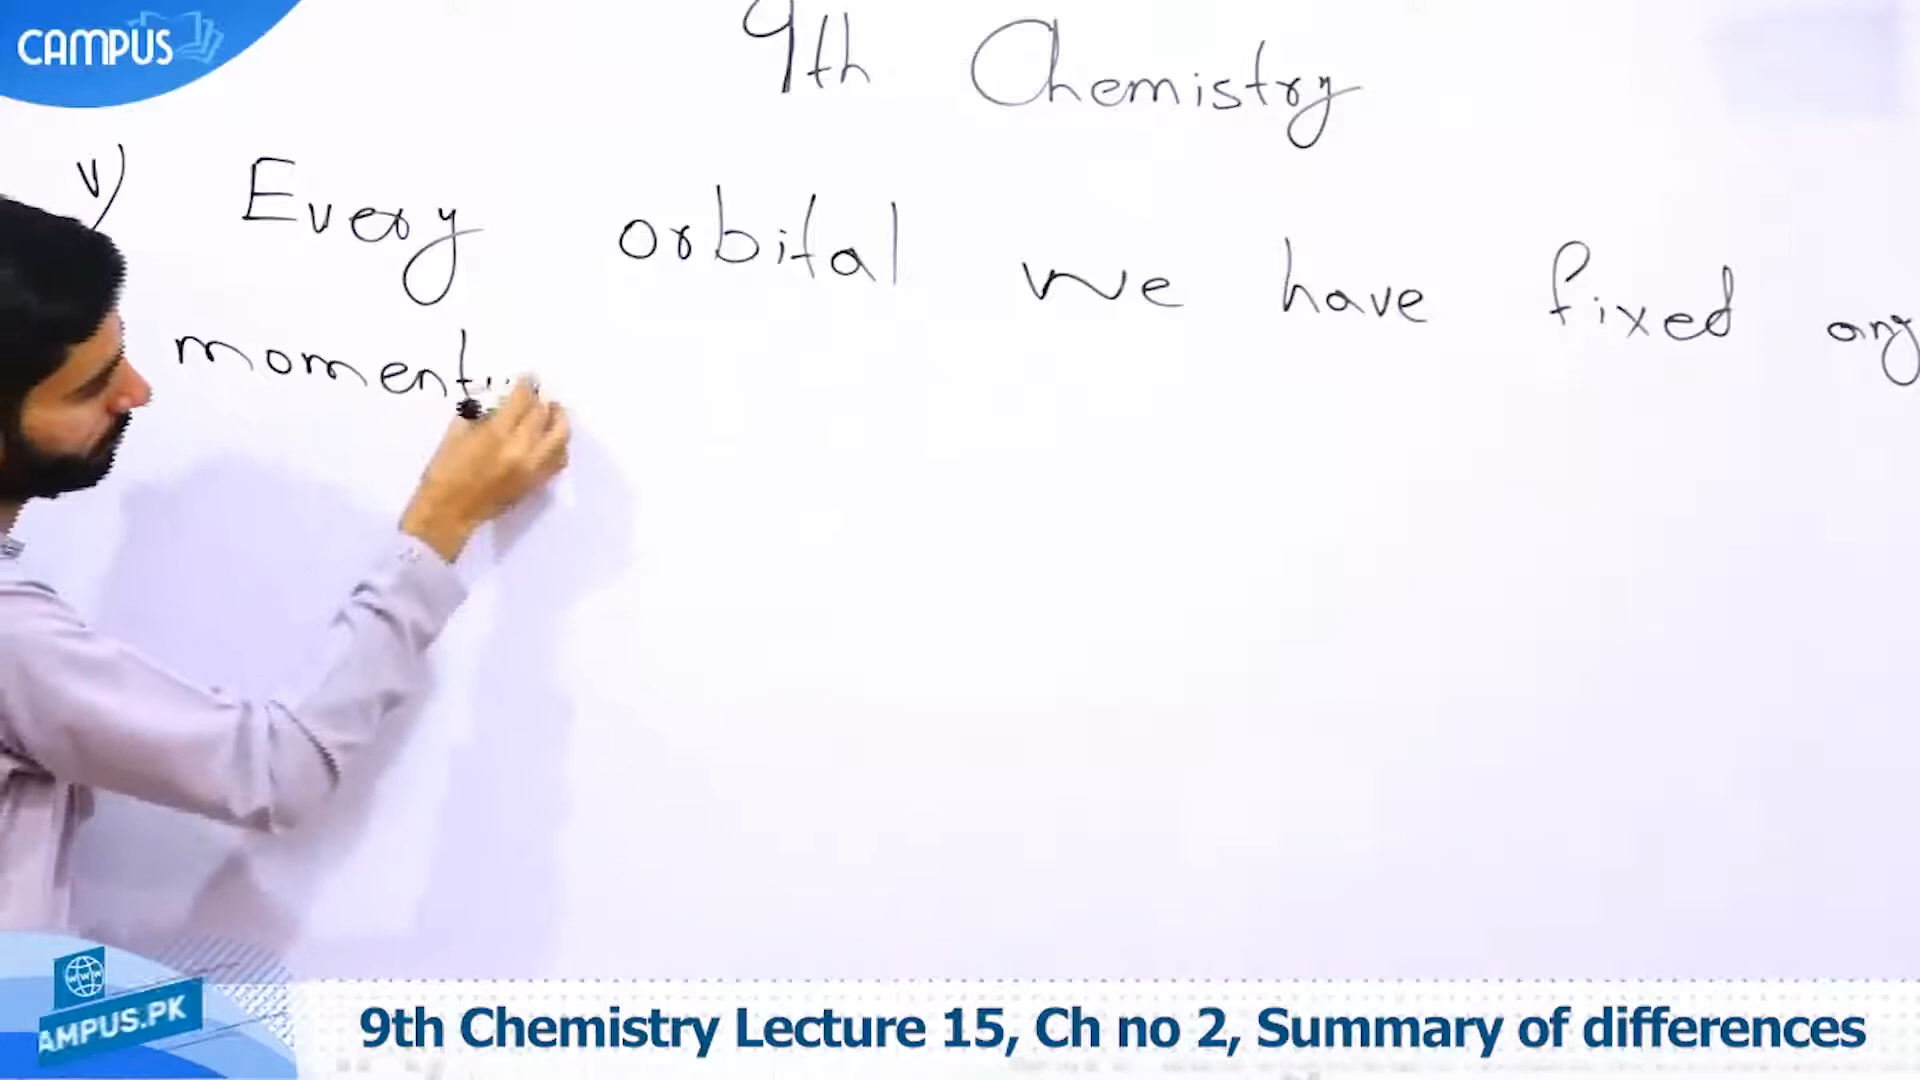 CAMPUS
9th Chemistry
v) Every orbital we have fixed ang
momentu
AMPUS.PK
9th Chemistry Lecture 15, Ch no 2, Summary of differences